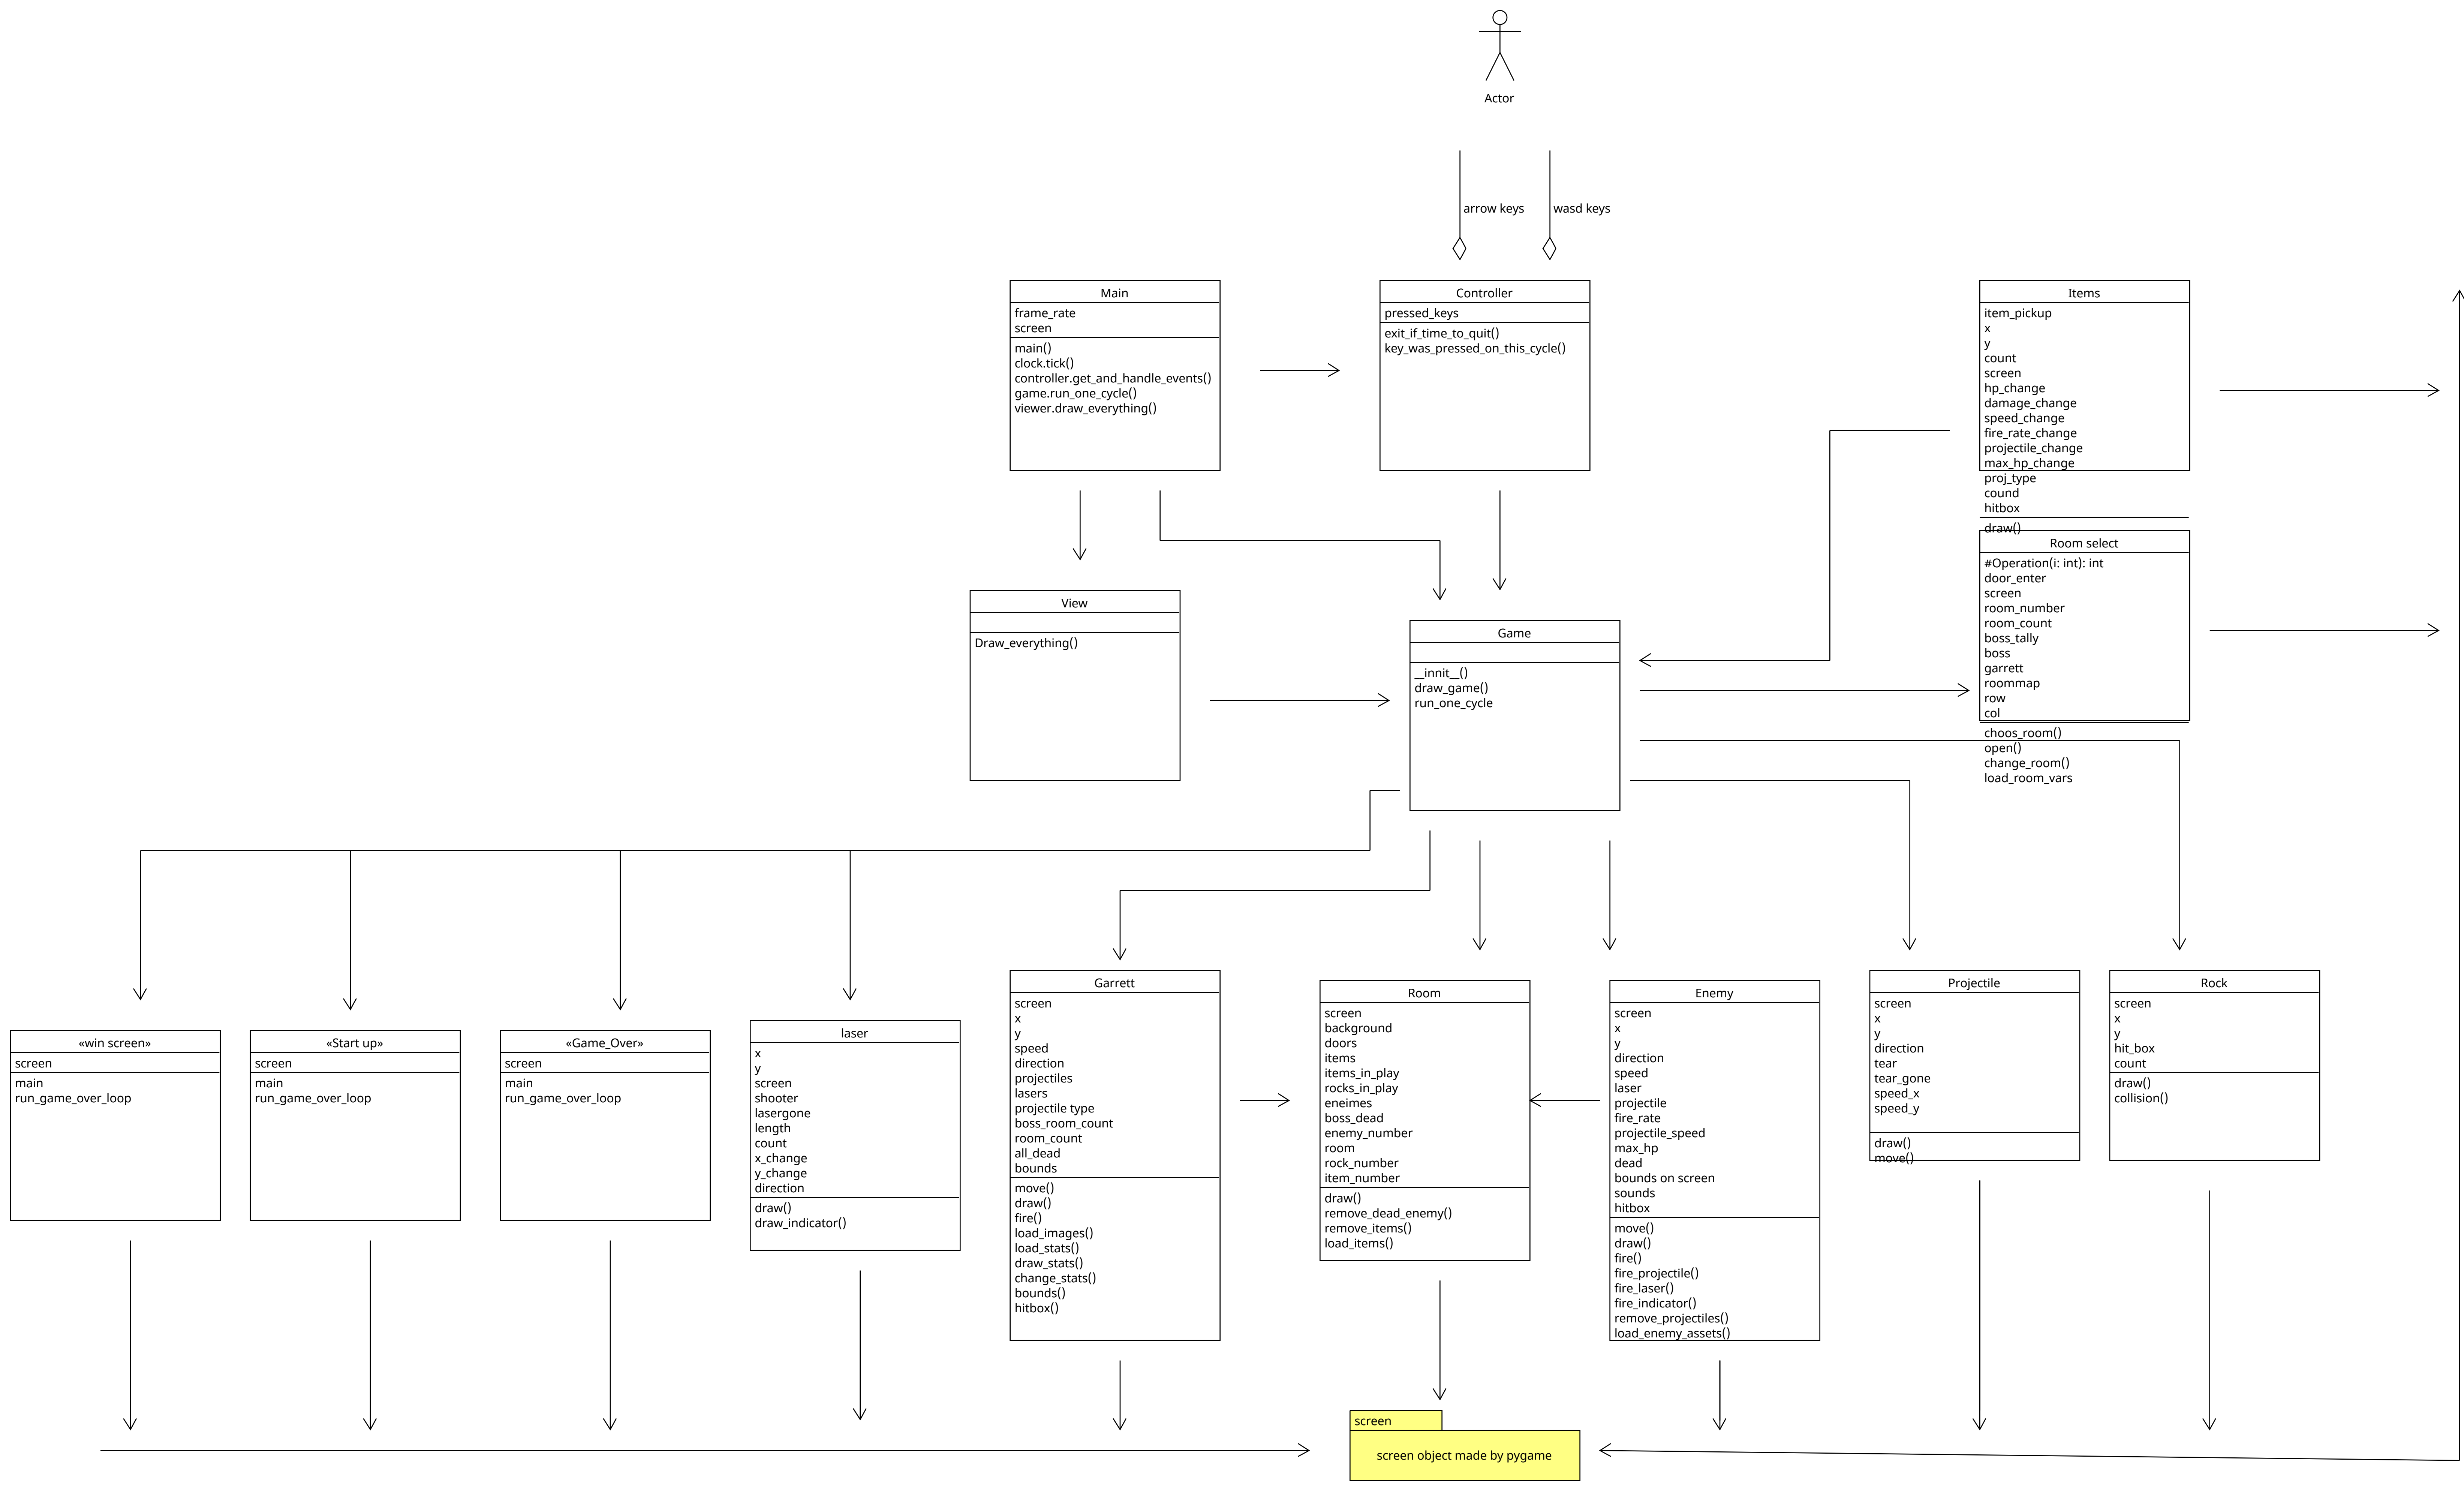 Actor
arrow keys
wasd keys
Main
frame_rate
screen
main()
clock.tick()
controller.get_and_handle_events()
game.run_one_cycle()
viewer.draw_everything()
Controller
pressed_keys
exit_if_time_to_quit()
key_was_pressed_on_this_cycle()
Items
item_pickup
x
y
count
screen
hp_change
damage_change
speed_change
fire_rate_change
projectile_change
max_hp_change
proj_type
cound
hitbox
draw()
Room select
#Operation(i: int): int
door_enter
screen
room_number
room_count
boss_tally
boss
garrett
roommap
row
col
choos_room()
open()
change_room()
load_room_vars
View
Draw_everything()
Game
__innit__()
draw_game()
run_one_cycle
«win screen»
screen
main
run_game_over_loop
«Start up»
screen
main
run_game_over_loop
«Game_Over»
screen
main
run_game_over_loop
laser
x
y
screen
shooter
lasergone
length
count
x_change
y_change
direction
draw()
draw_indicator()
Garrett
screen
x
y
speed
direction
projectiles
lasers
projectile type
boss_room_count
room_count
all_dead
bounds
move()
draw()
fire()
load_images()
load_stats()
draw_stats()
change_stats()
bounds()
hitbox()
Room
screen
background
doors
items
items_in_play
rocks_in_play
eneimes
boss_dead
enemy_number
room
rock_number
item_number
draw()
remove_dead_enemy()
remove_items()
load_items()
Enemy
screen
x
y
direction
speed
laser
projectile
fire_rate
projectile_speed
max_hp
dead
bounds on screen
sounds
hitbox
move()
draw()
fire()
fire_projectile()
fire_laser()
fire_indicator()
remove_projectiles()
load_enemy_assets()
Projectile
screen
x
y
direction
tear
tear_gone
speed_x
speed_y
draw()
move()
Rock
screen
x
y
hit_box
count
draw()
collision()
screen
screen object made by pygame